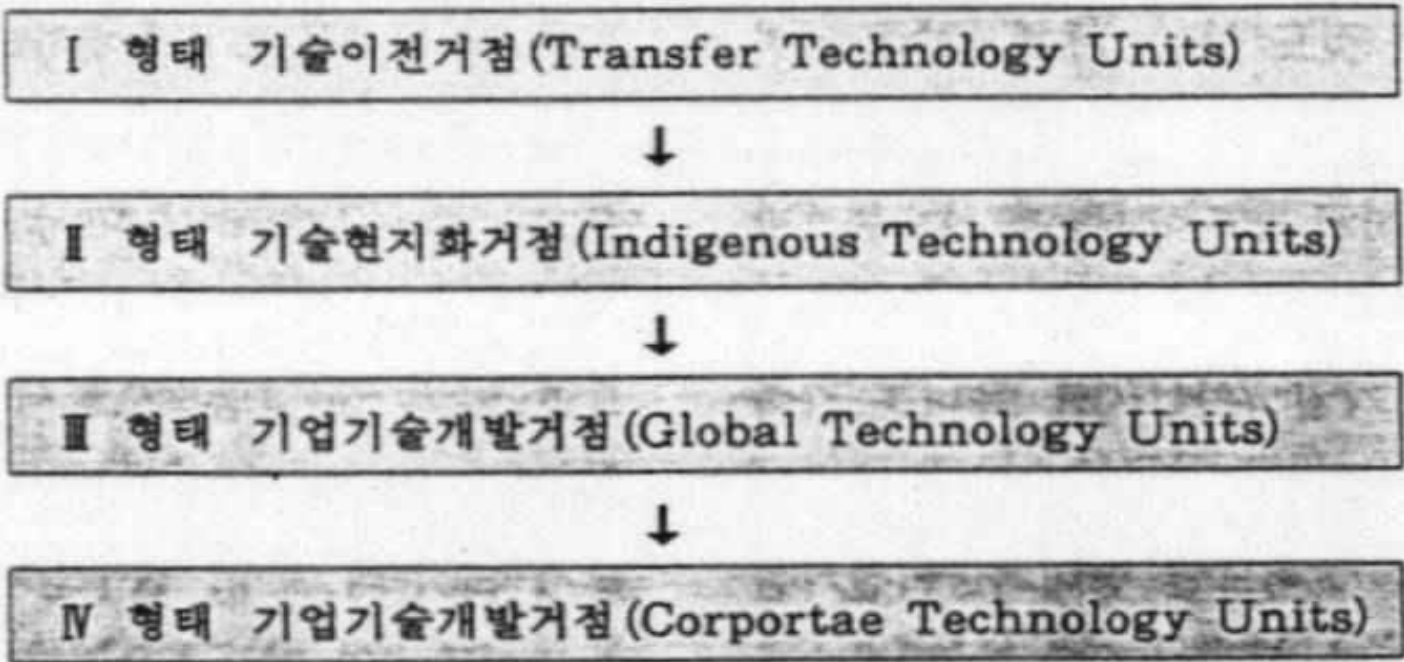 Ⅰ 형태 기술이전거점(Transfer Technology Units)
↓
Ⅱ 형태 기술현지화거점(Indigenous Technology Units)
↓
Ⅲ 형태 기업기술개발거점(Global Technology Units)
↓
Ⅳ 형태 기업기술개발거점(Corportae Technology Units)